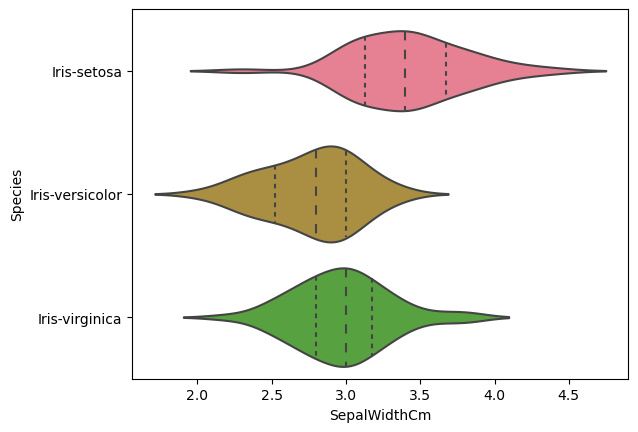 Species
Iris-setosa
Iris-versicolor
Iris-virginica
2.0 2.5 3.0 3.5 4.0 4.5
SepalWidthCm